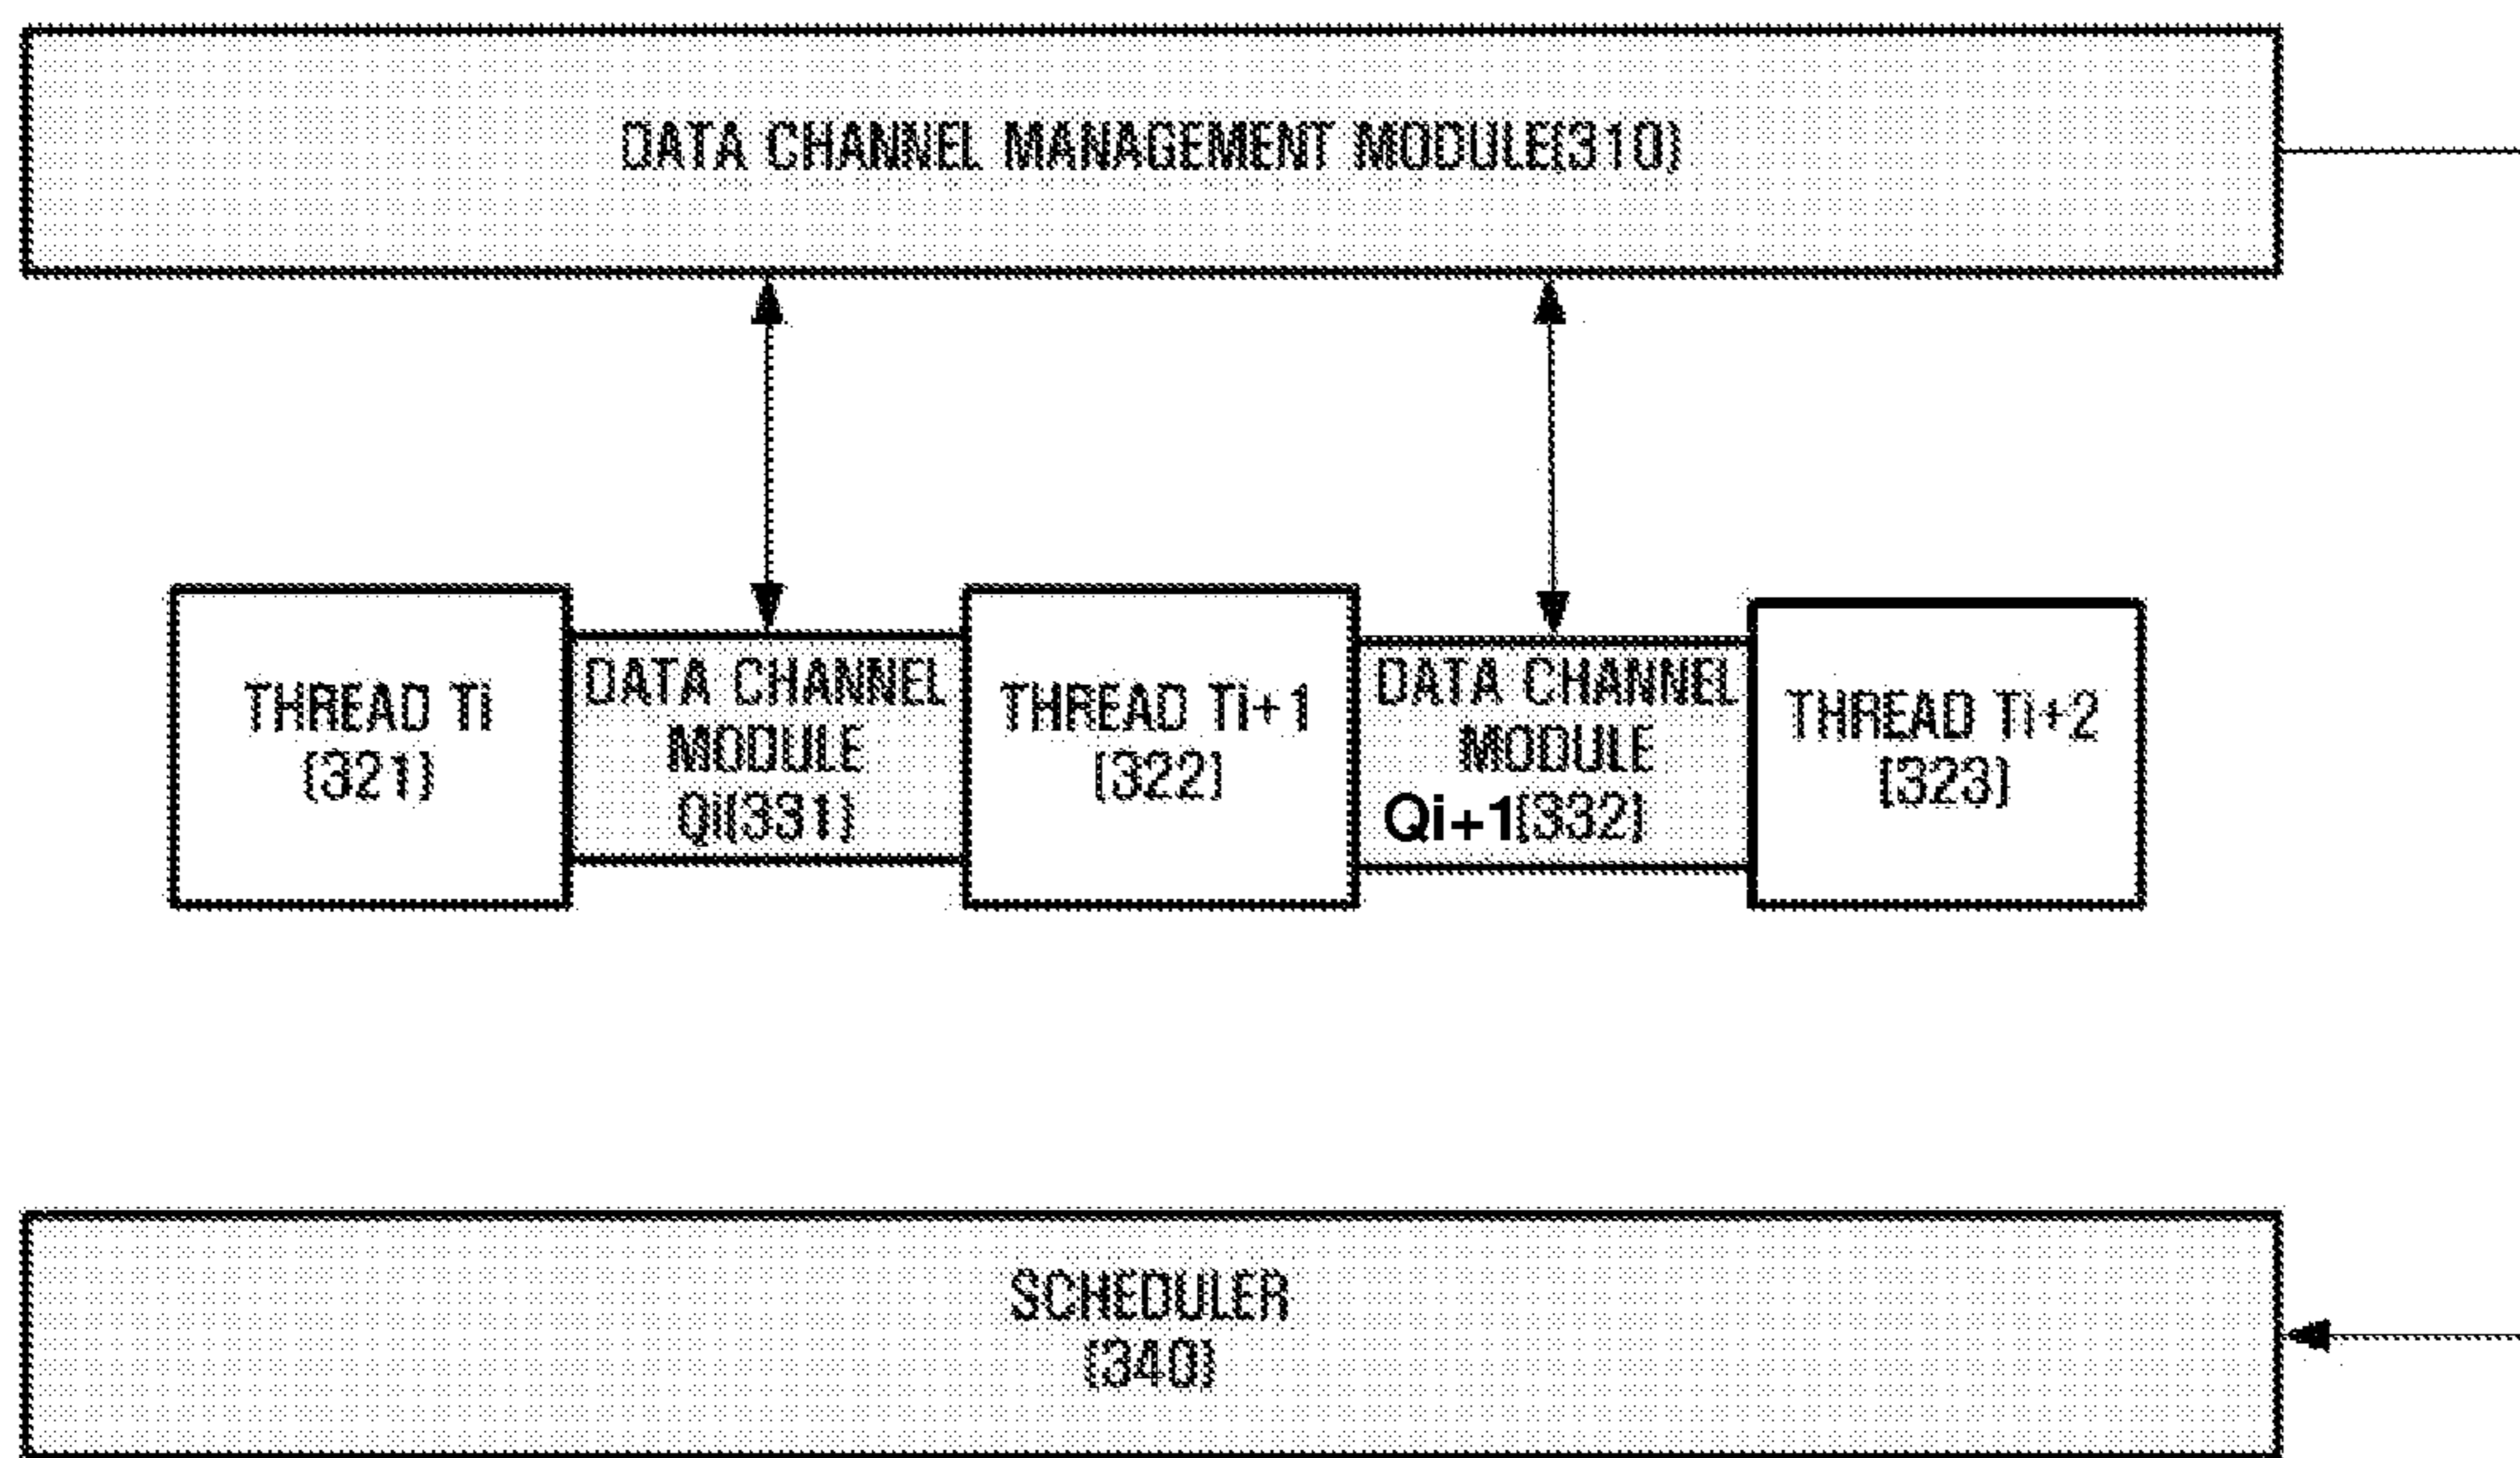 DATA CHANNEL MANAGEMENT MODULE(310)
THREAD Ti
(321)
DATA CHANNEL
MODULE
Qi(331)
THREAD Ti+1
(322)
DATA CHANNEL
MODULE
Qi+1(332)
THREAD Ti+2
(323)
SCHEDULER
(340)